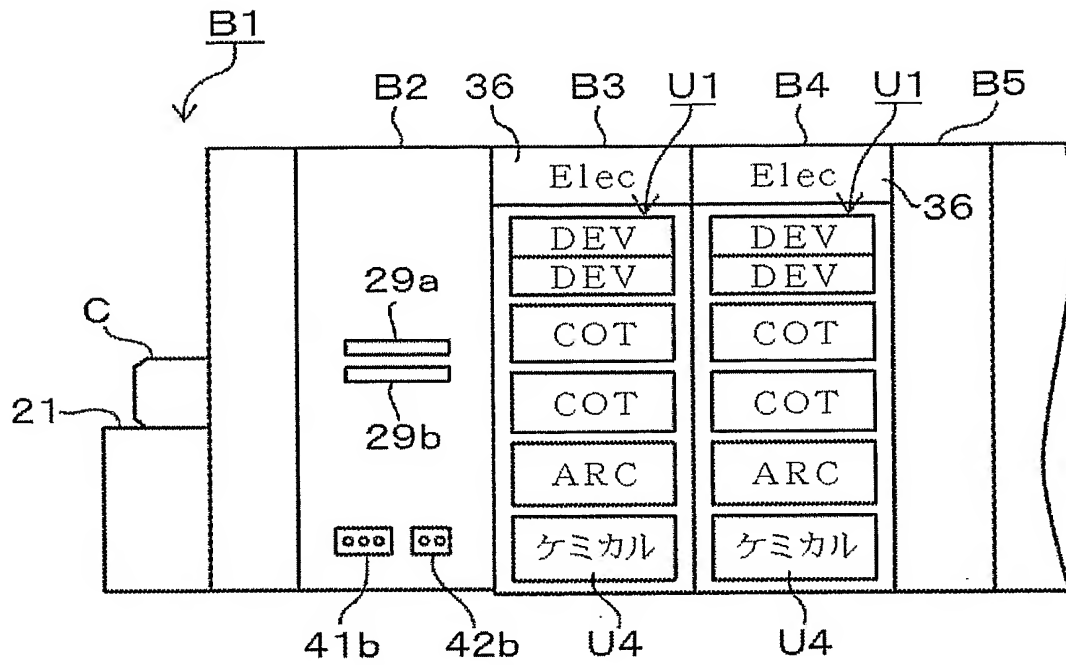 B1
B2 36 B3 U1 B4 U1 B5
Elec Elec
36
DEV DEV
DEV DEV
29a
C
COT COT
21
COT COT
29b
ARC ARC
ケミカル ケミカル
41b 42b U4 U4